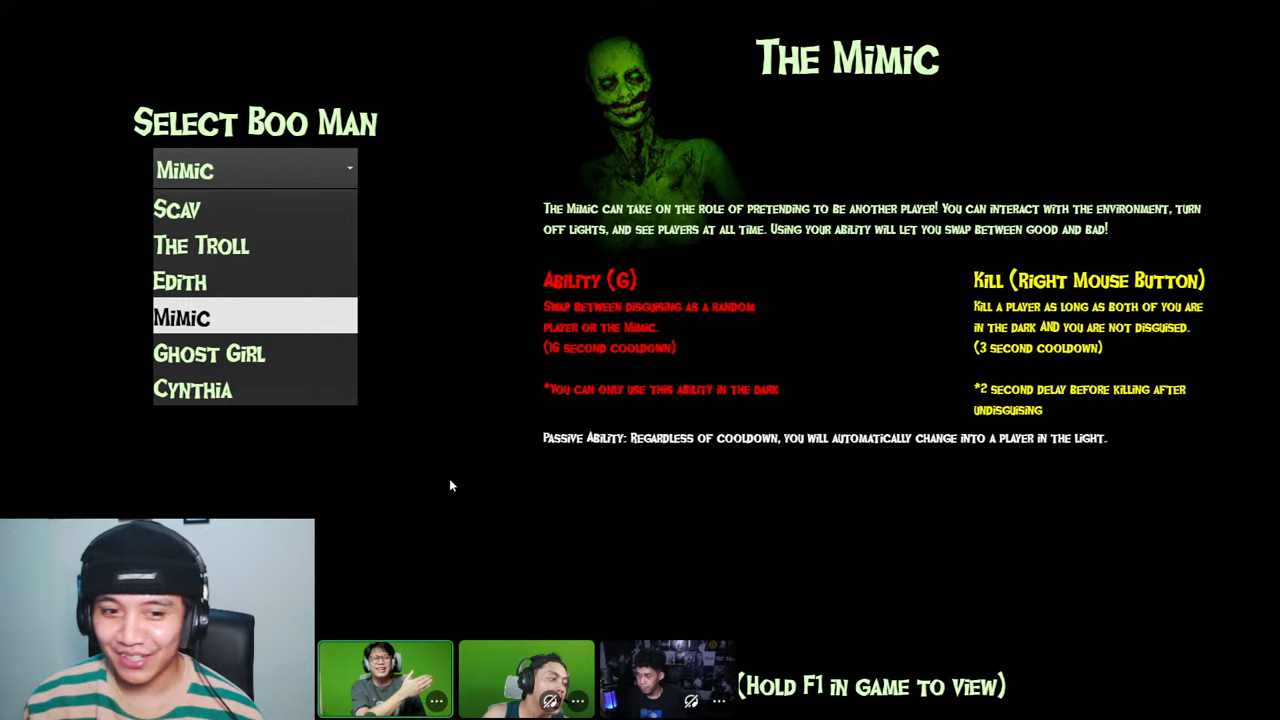 The Mimic
Select Boo Man
Mimic
Scav
The Troll
Edith
Mimic
Ghost Girl
Cynthia
The Mimic can take on the role of pretending to be another player! You can interact with the environment, turn
off lights, and see players at all time. Using your ability will let you swap between good and bad!
Ability (G)
Swap between disguising as a random
player or the Mimic.
(16 second cooldown)
*You can only use this ability in the dark
Kill (Right Mouse Button)
Kill a player as long as both of you are
in the dark and you are not disguised.
(3 second cooldown)
*2 second delay before killing after
undisguising
Passive Ability: Regardless of cooldown, you will automatically change into a player in the light.
(Hold F1 in game to view)